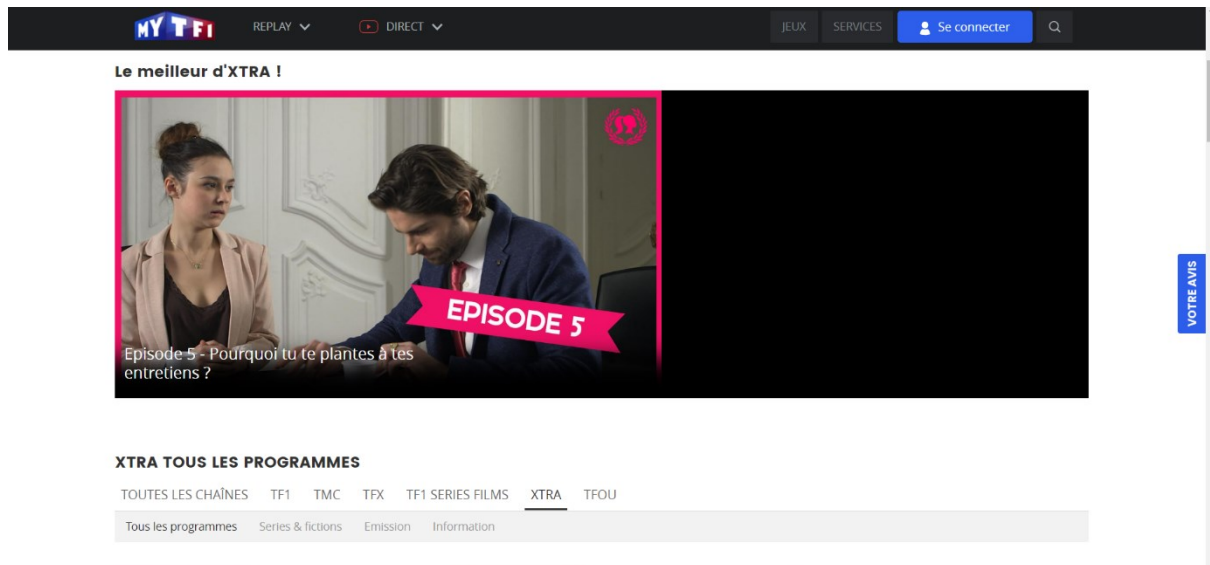 MYTF1
REPLAY
DIRECT
JEUX
SERVICES
Se connecter
Le meilleur d'XTRA !
EPISODE 5
Episode 5 - Pourquoi tu te plantes à tes
entretiens ?
VOTRE AVIS
XTRA TOUS LES PROGRAMMES
TOUTES LES CHAÎNES TF1 TMC TFX TF1 SERIES FILMS XTRA TFOU
Tous les programmes Series & fictions Emission Information